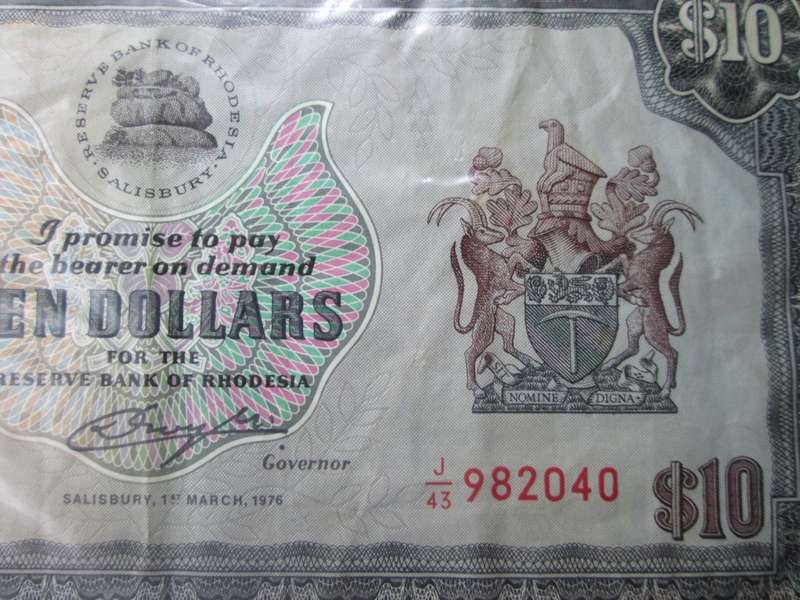 $10
RESERVE BANK OF RHODESIA
· SALISBURY. ·
I promise to pay
the bearer on demand
EN DOLLARS
FOR THE
RESERVE BANK OF RHODESIA
Governor
SALISBURY, 1ST MARCH, 1976
SIT
NOMINE DIGNA
J/43 982040
$10